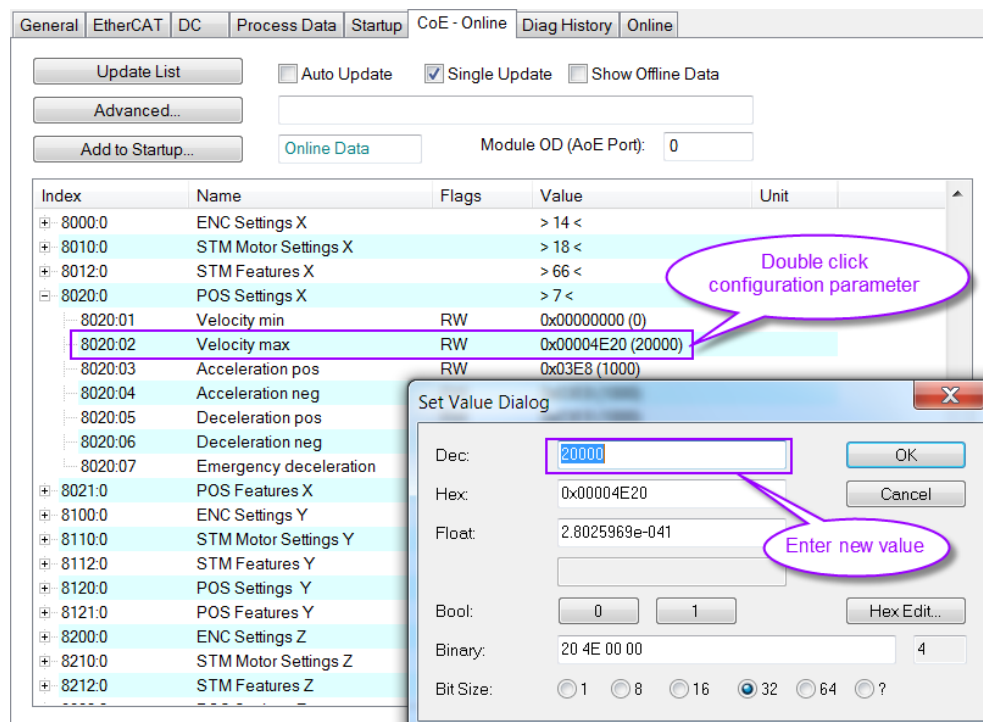 General EtherCAT DC Process Data Startup CoE - Online Diag History Online
Update List Auto Update Single Update Show Offline Data
Advanced...
Add to Startup... Online Data Module OD (AoE Port): 0
Index Name Flags Value Unit
8000:0 ENC Settings X > 14 <
8010:0 STM Motor Settings X > 18 <
8012:0 STM Features X > 66 <
8020:0 POS Settings X > 7 <
8020:01 Velocity min RW 0x00000000 (0)
8020:02 Velocity max RW 0x00004E20 (20000)
8020:03 Acceleration pos RW 0x03E8 (1000)
8020:04 Acceleration neg
8020:05 Deceleration pos
8020:06 Deceleration neg
8020:07 Emergency deceleration
8021:0 POS Features X
8100:0 ENC Settings Y
8110:0 STM Motor Settings Y
8112:0 STM Features Y
8120:0 POS Settings Y
8121:0 POS Features Y
8200:0 ENC Settings Z
8210:0 STM Motor Settings Z
8212:0 STM Features Z
Double click
configuration parameter
Set Value Dialog
Dec: 20000 OK
Hex: 0x00004E20 Cancel
Float: 2.8025969e-041
Enter new value
Bool: 0 1 Hex Edit...
Binary: 20 4E 00 00 4
Bit Size: 1 8 16 32 64 ?